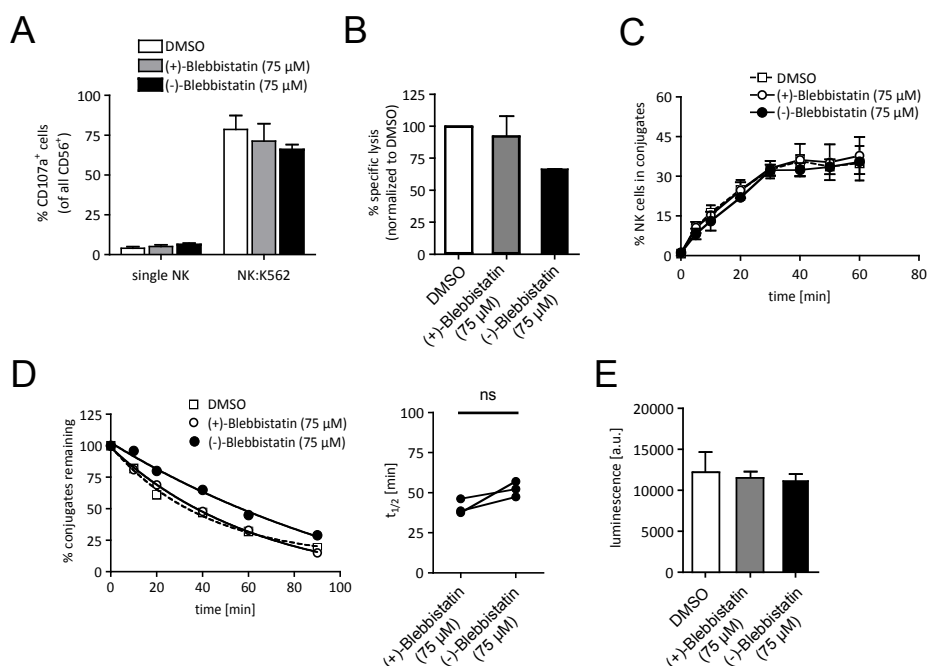 A
DMSO
(+)-Blebbistatin (75 µM)
(-)-Blebbistatin (75 µM)
% CD107a+ cells
(of all CD56+)
100
75
50
25
0
single NK
NK:K562
B
% specific lysis
(normalized to DMSO)
125
100
75
50
25
0
DMSO
(+)-Blebbistatin
(75 µM)
(-)-Blebbistatin
(75 µM)
C
DMSO
(+)-Blebbistatin (75 µM)
(-)-Blebbistatin (75 µM)
% NK cells in conjugates
60
45
30
15
0
0 20 40 60 80
time [min]
D
DMSO
(+)-Blebbistatin (75 µM)
(-)-Blebbistatin (75 µM)
% conjugates remaining
125
100
75
50
25
0
0 20 40 60 80 100
time [min]
ns
t1/2 [min]
100
50
0
(+)-Blebbistatin
(75 µM)
(-)-Blebbistatin
(75 µM)
E
luminescence [a.u.]
20000
15000
10000
5000
0
DMSO
(+)-Blebbistatin
(75 µM)
(-)-Blebbistatin
(75 µM)